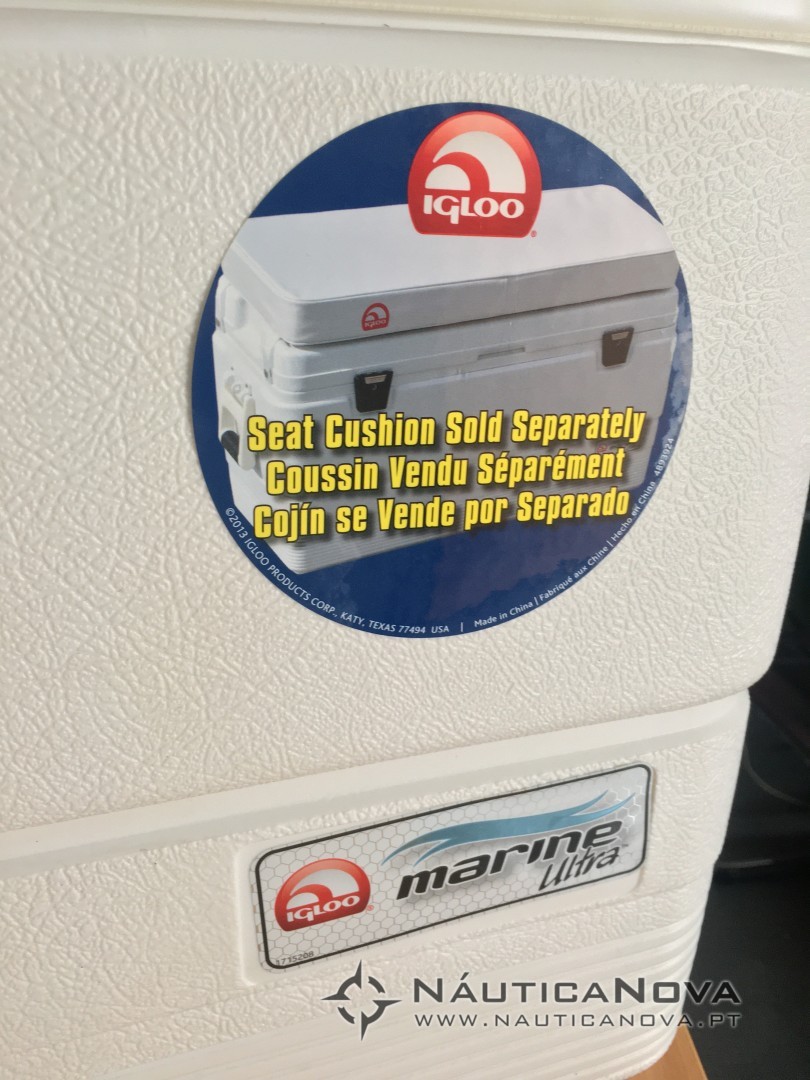 IGLOO
IGLOO
Seat Cushion Sold Separately
Coussin Vendu Séparément
Cojín se Vende por Separado
©2013 IGLOO PRODUCTS CORP., KATY, TEXAS 77494 USA | Made in China | Fabriqué aux Chine | Hecho en China 4893924
IGLOO
marine
Ultra
1715208
NÁUTICANOVA
WWW.NAUTICANOVA.PT